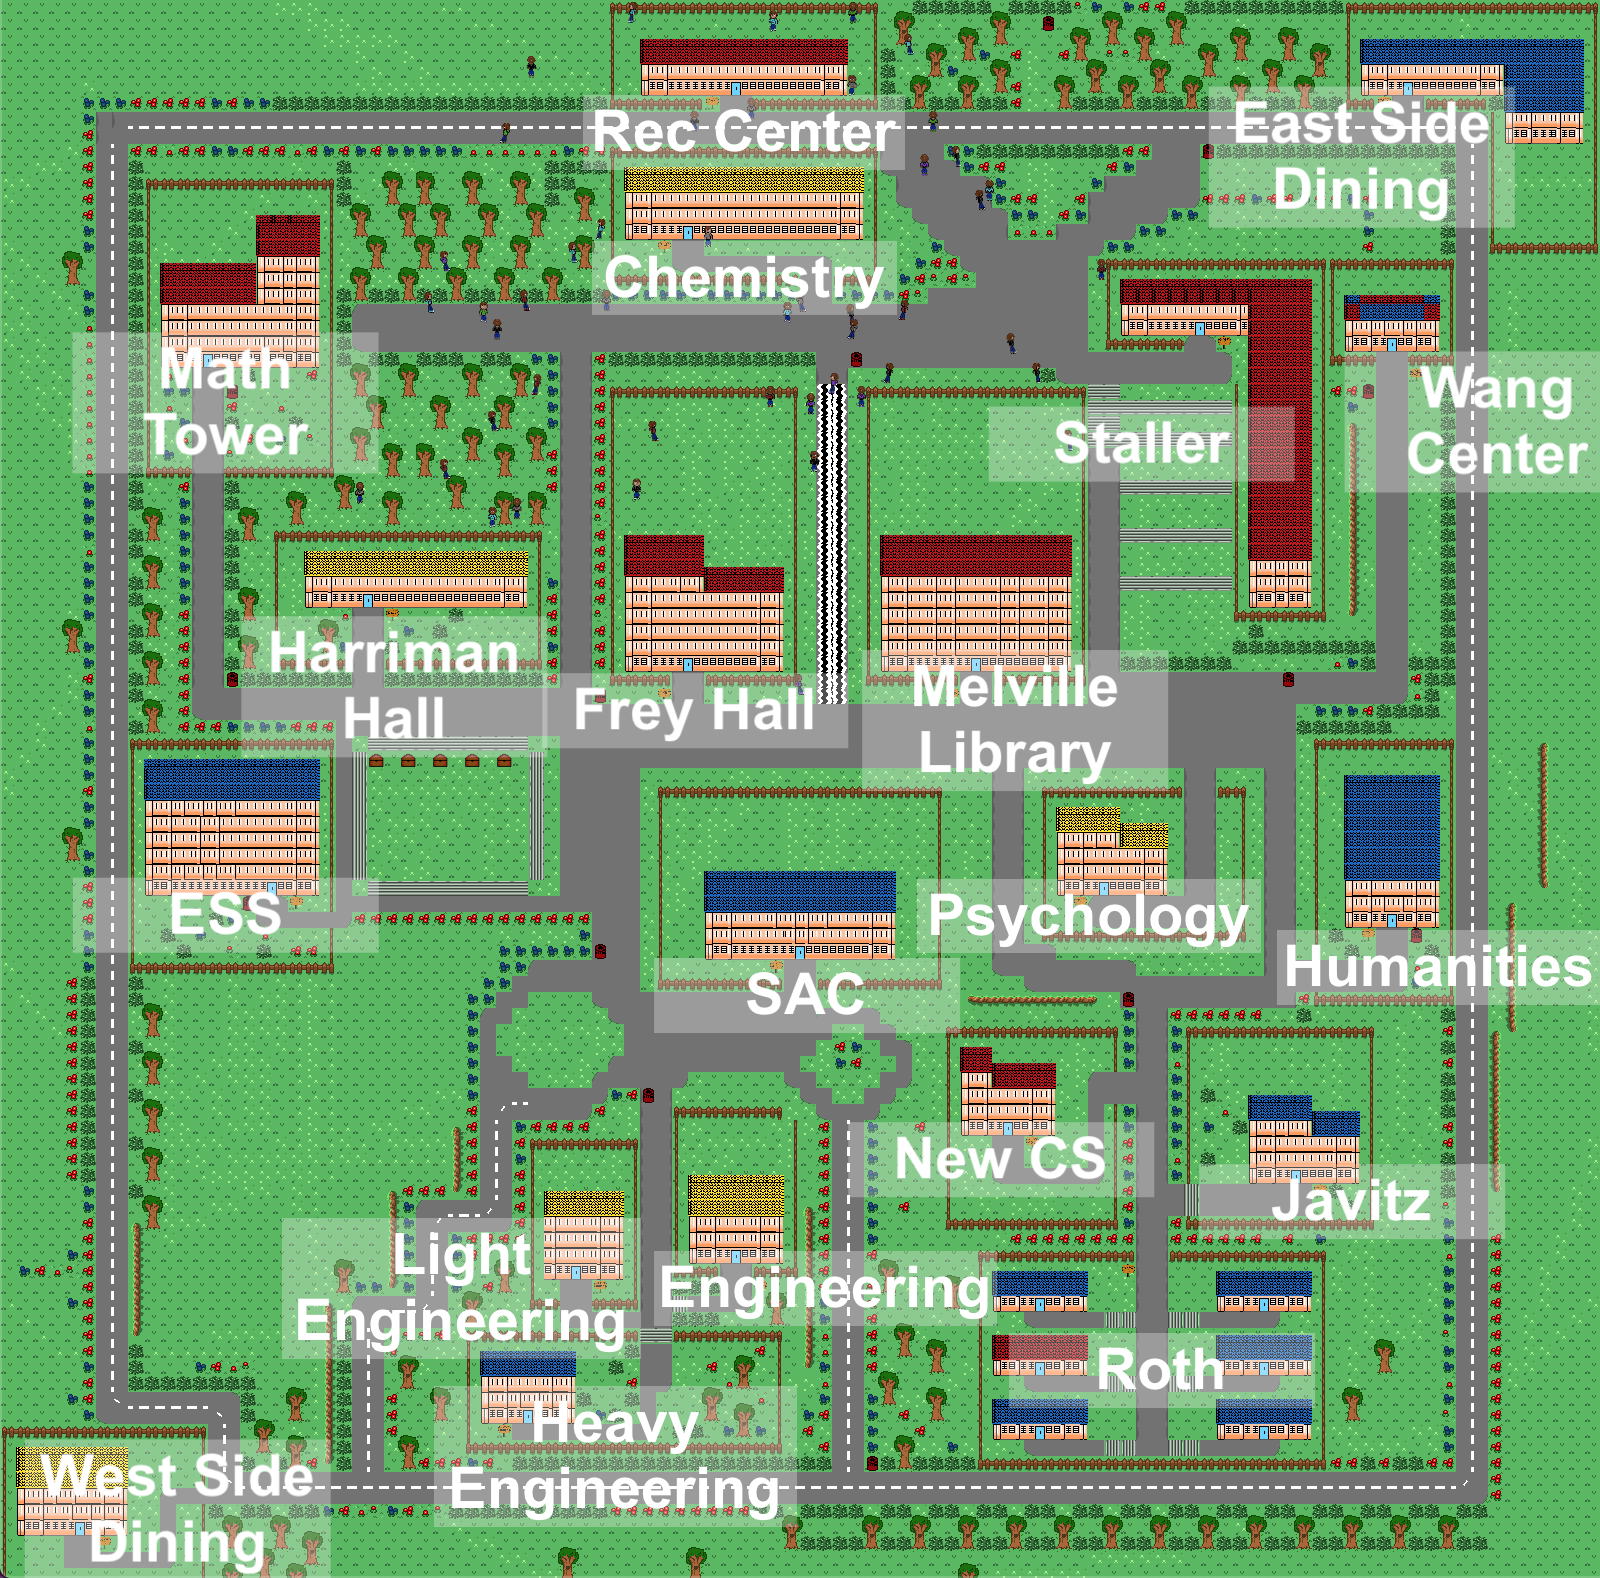 Rec Center
East Side
Dining
Chemistry
Math
Tower
Staller
Wang
Center
Harriman
Hall
Frey Hall
Melville
Library
ESS
SAC
Psychology
Humanities
New CS
Javitz
Light
Engineering
Engineering
Roth
Heavy
Engineering
West Side
Dining